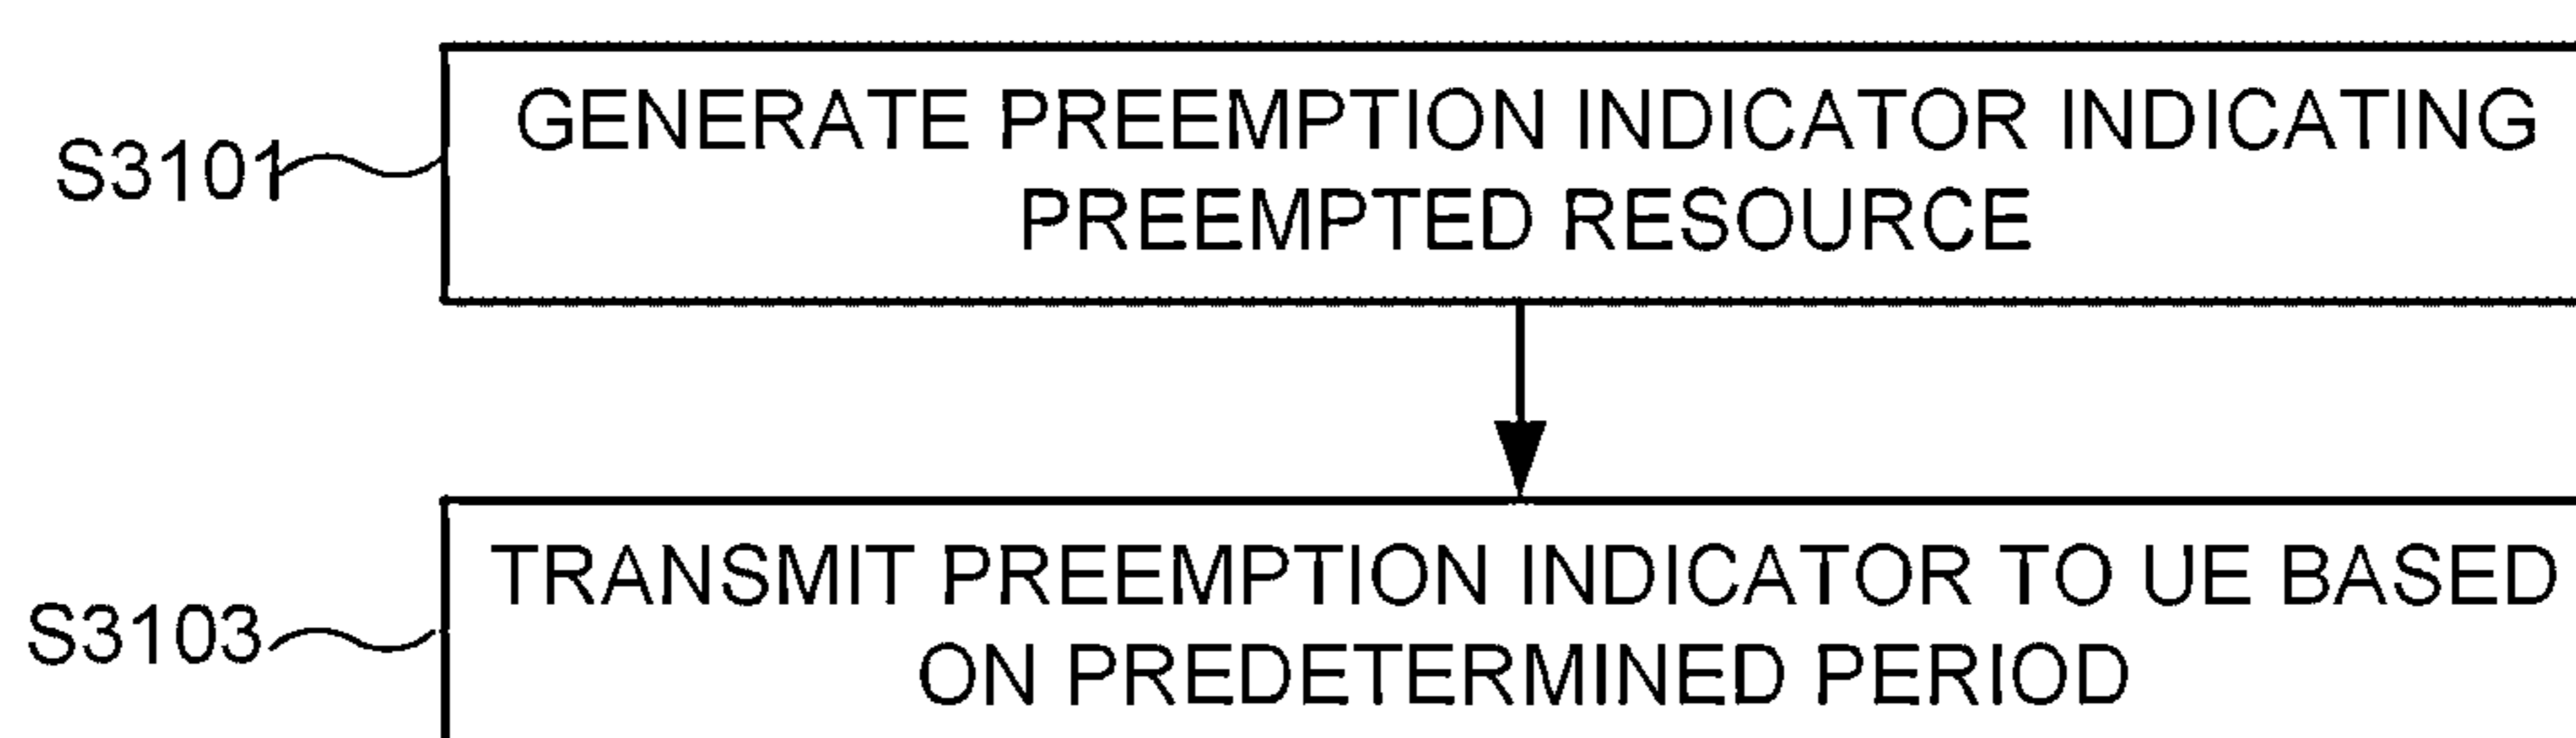 S3101
GENERATE PREEMPTION INDICATOR INDICATING
PREEMPTED RESOURCE
S3103
TRANSMIT PREEMPTION INDICATOR TO UE BASED
ON PREDETERMINED PERIOD